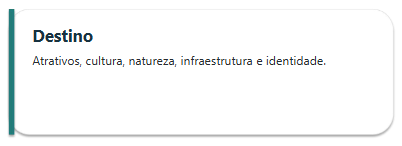 Destino
Atrativos, cultura, natureza, infraestrutura e identidade.